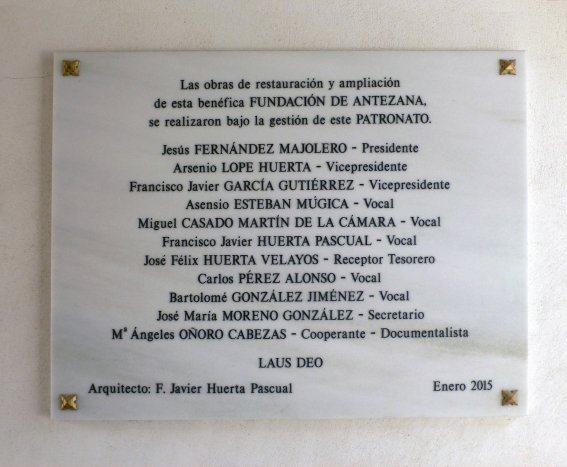 Las obras de restauración y ampliación
de esta benéfica FUNDACIÓN DE ANTEZANA,
se realizaron bajo la gestión de este PATRONATO.
Jesús FERNÁNDEZ MAJOLERO - Presidente
Arsenio LOPE HUERTA - Vicepresidente
Francisco Javier GARCÍA GUTIÉRREZ - Vicepresidente
Asensio ESTEBAN MÚGICA - Vocal
Miguel CASADO MARTÍN DE LA CÁMARA - Vocal
Francisco Javier HUERTA PASCUAL - Vocal
José Félix HUERTA VELAYOS - Receptor Tesorero
Carlos PÉREZ ALONSO - Vocal
Bartolomé GONZÁLEZ JIMÉNEZ - Vocal
José María MORENO GONZÁLEZ - Secretario
Mª Ángeles OÑORO CABEZAS - Cooperante - Documentalista
LAUS DEO
Arquitecto: F. Javier Huerta Pascual
Enero 2015